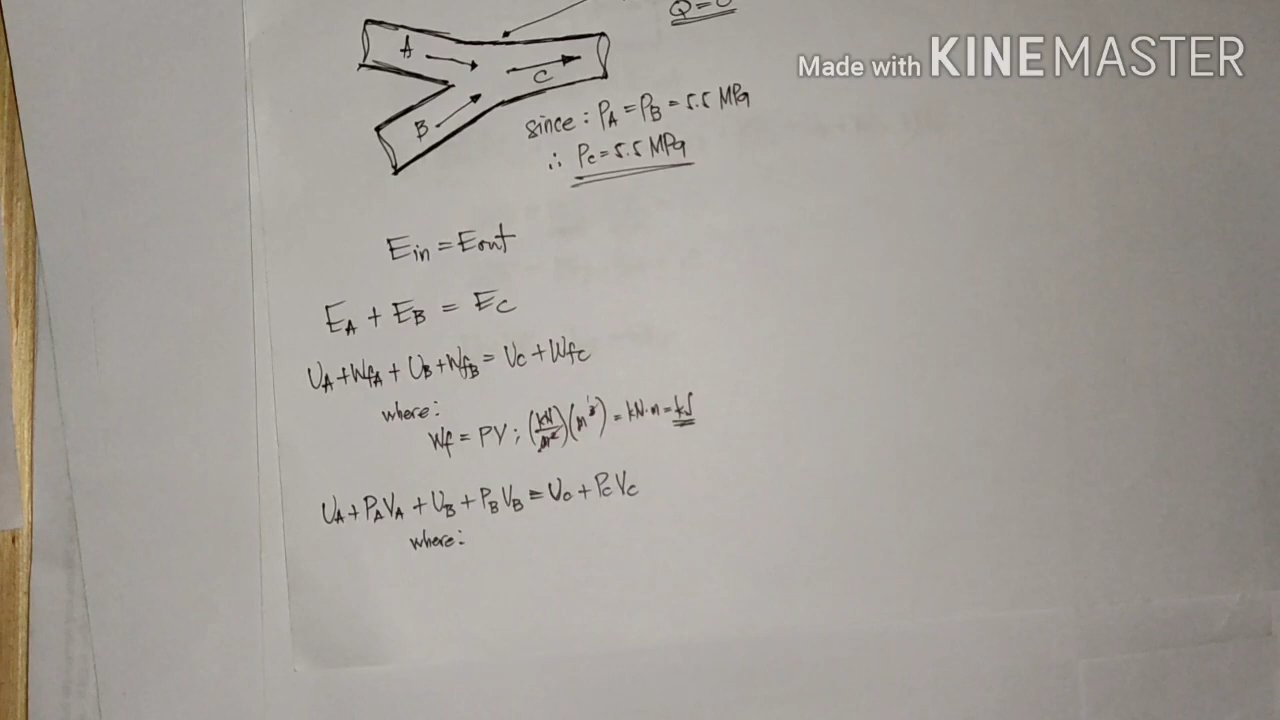 Made with KINEMASTER
Q=0
A
C
B
since: PA = PB = 5.5 MPa
∴ PC = 5.5 MPa
Ein = Eout
EA + EB = EC
UA + WfA + UB + WfB = UC + WfC
where:
Wf = PV ; (kN/m²)(m³) = kN·m = kJ
UA + PAVA + UB + PBVB = UC + PCVC
where: